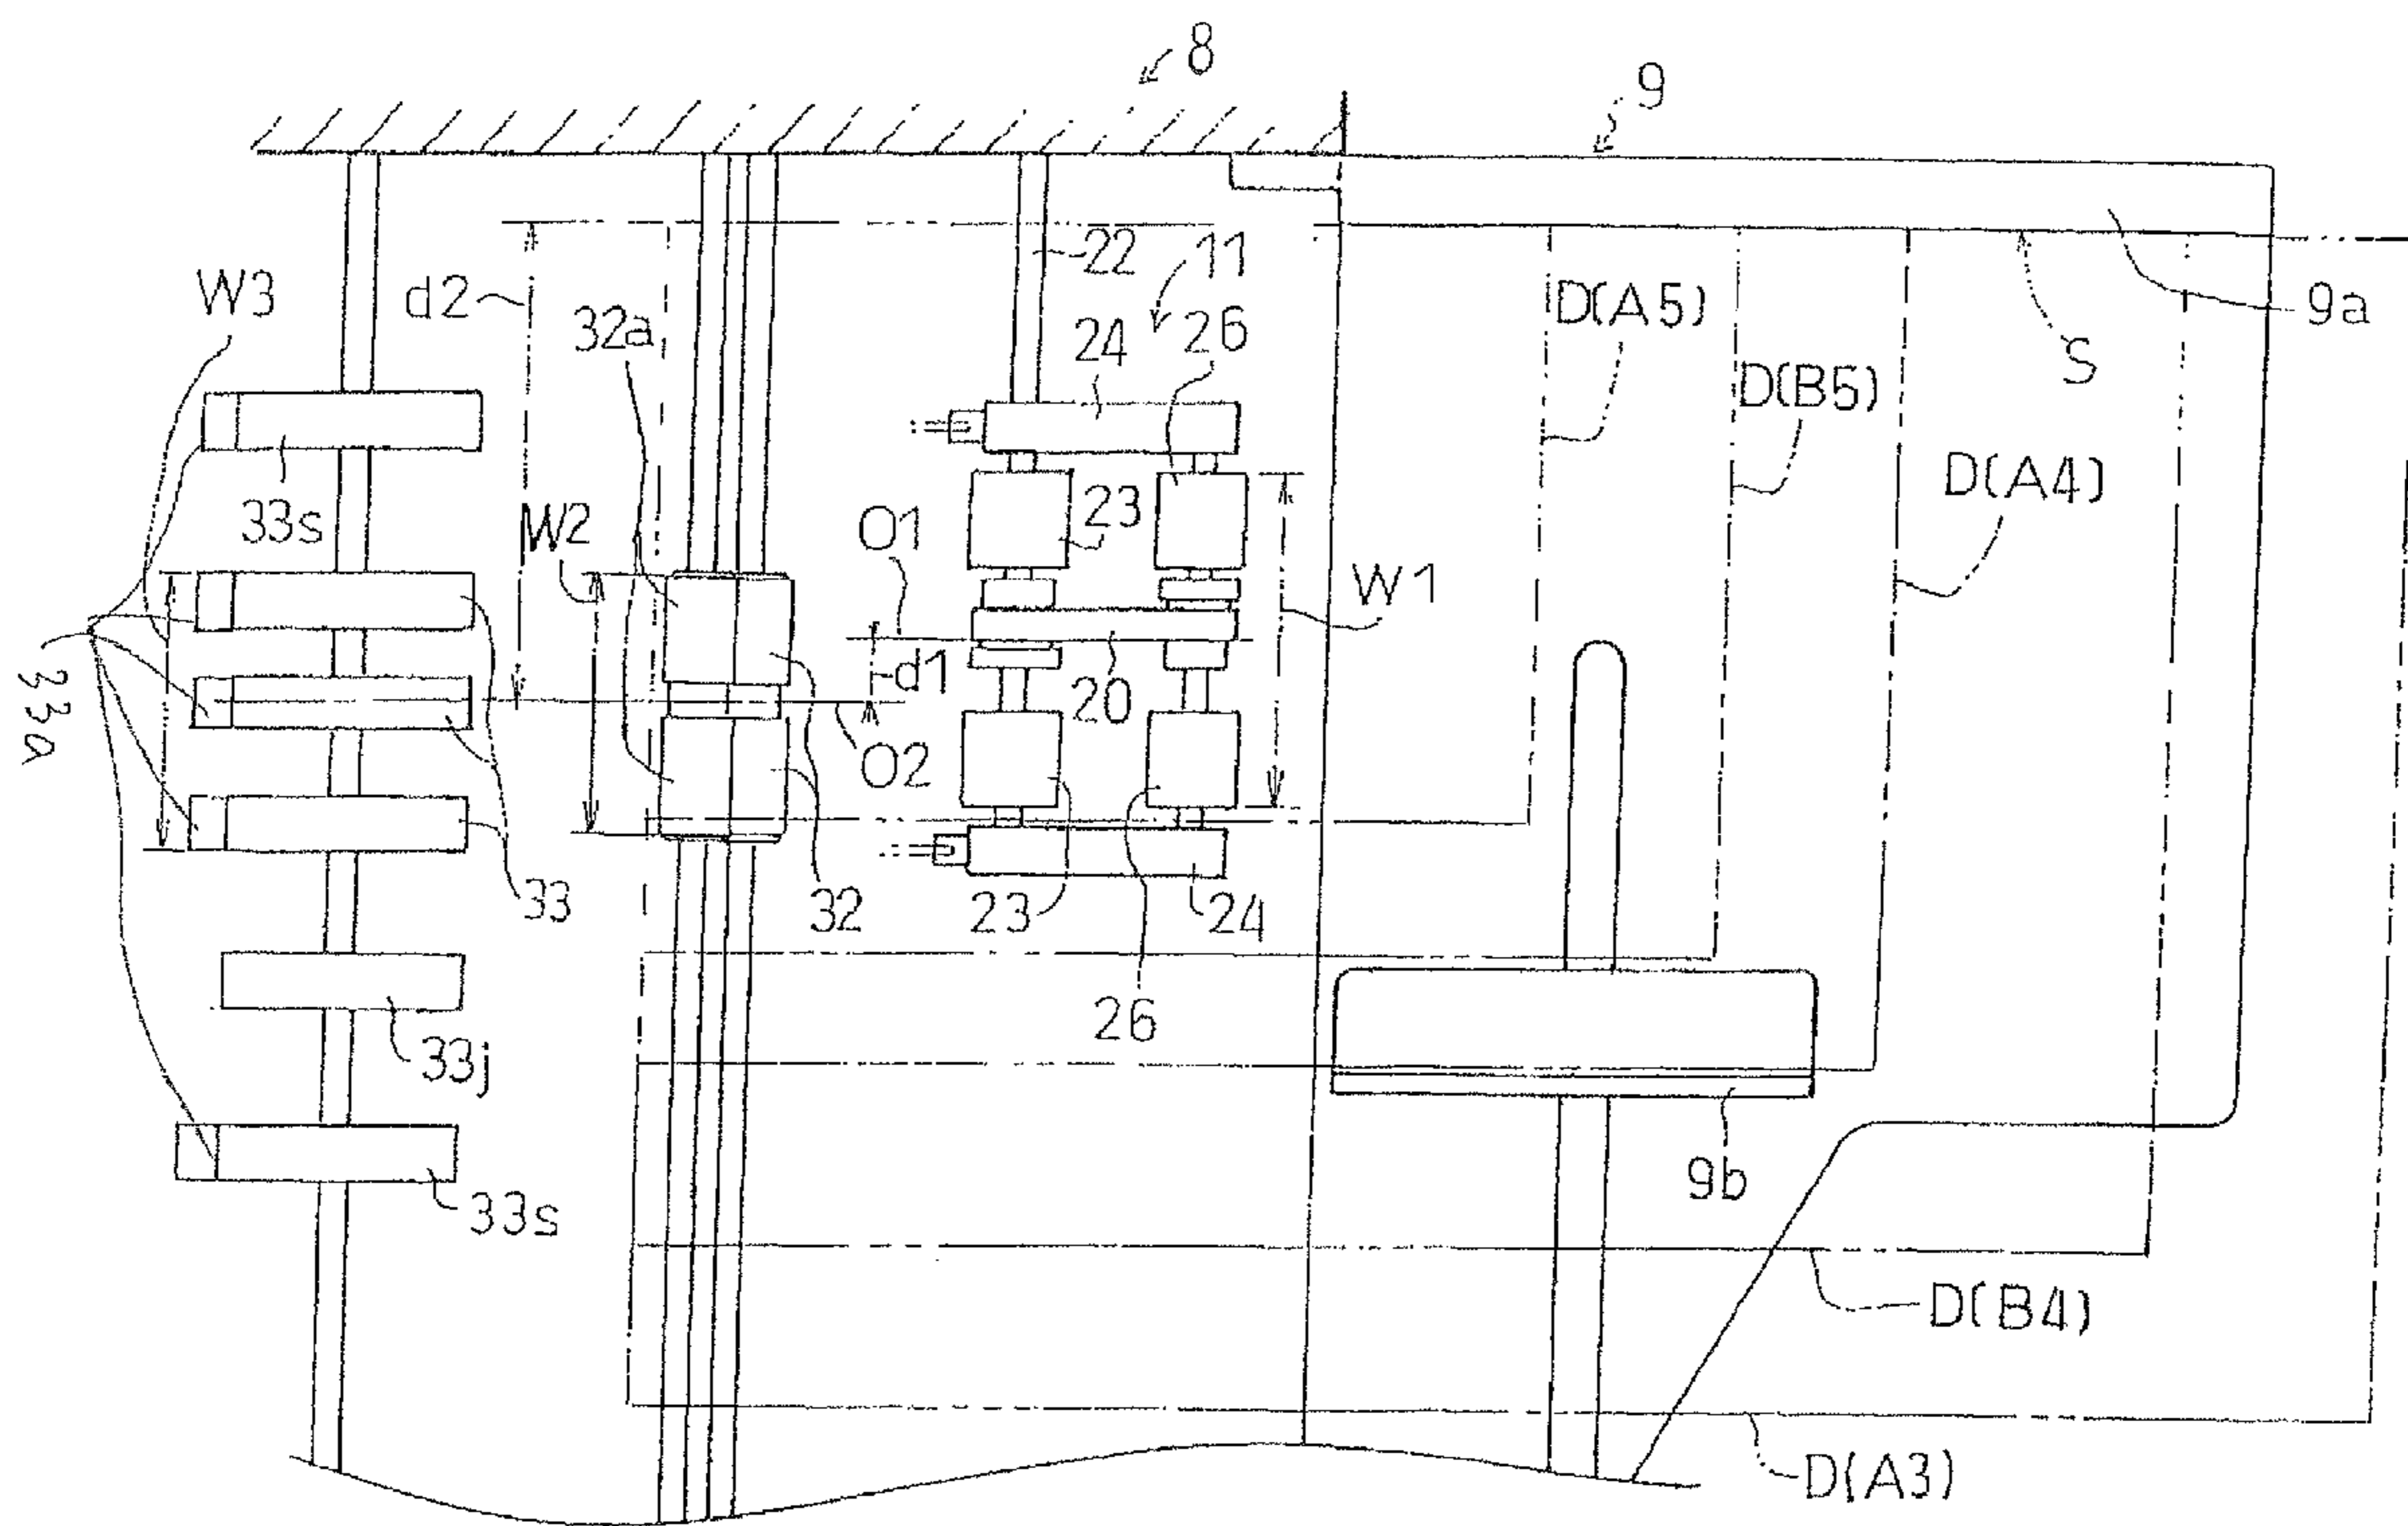 8
9
22
11
W3
d2
32a
24
26
D(A5)
9a
S
D(B5)
D(A4)
33s
W2
O1
23
W1
d1
20
O2
33a
33
32
23
24
26
33j
9b
33s
D(B4)
D(A3)